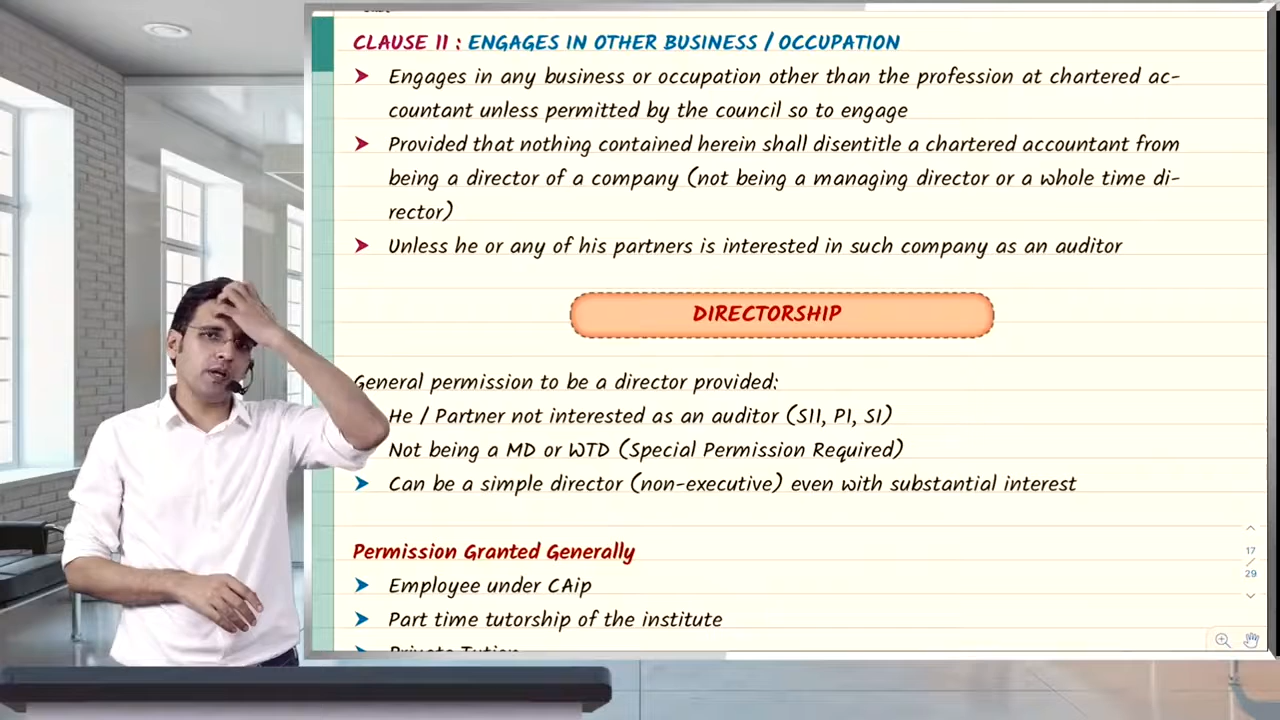 CLAUSE 11 : ENGAGES IN OTHER BUSINESS / OCCUPATION
➤ Engages in any business or occupation other than the profession at chartered ac-
countant unless permitted by the council so to engage
➤ Provided that nothing contained herein shall disentitle a chartered accountant from
being a director of a company (not being a managing director or a whole time di-
rector)
➤ Unless he or any of his partners is interested in such company as an auditor
DIRECTORSHIP
General permission to be a director provided:
He / Partner not interested as an auditor (S11, P1, S1)
Not being a MD or WTD (Special Permission Required)
➤ Can be a simple director (non-executive) even with substantial interest
Permission Granted Generally
➤ Employee under CAip
➤ Part time tutorship of the institute
➤ Private Tution
17
/
29